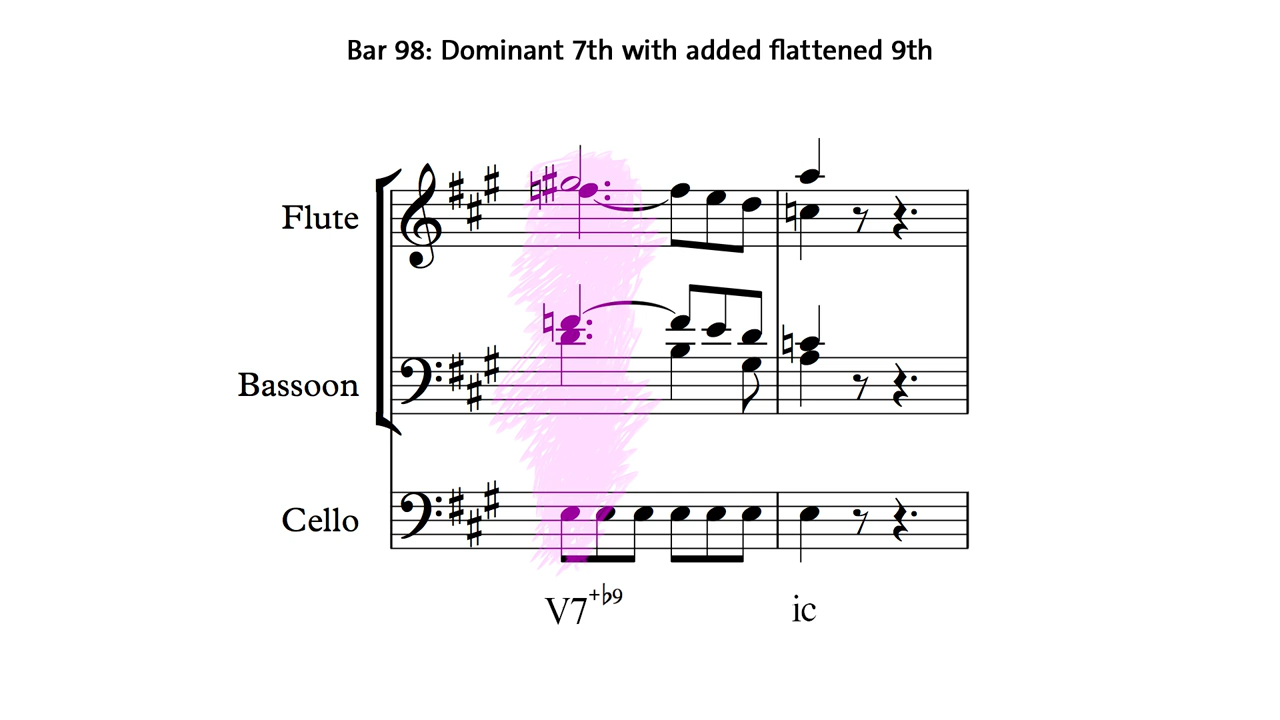 Bar 98: Dominant 7th with added flattened 9th
Flute
Bassoon
Cello
V7+♭9 ic